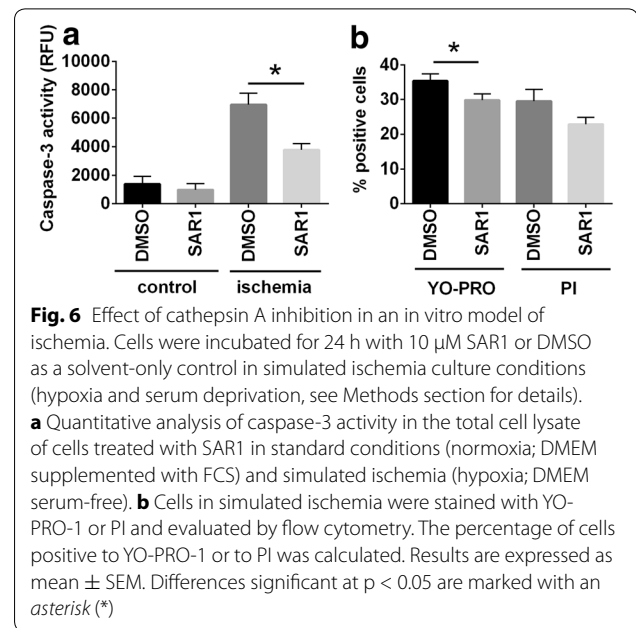 a
b
Caspase-3 activity (RFU)
10000
8000
6000
4000
2000
0
*
DMSO
SAR1
DMSO
SAR1
control
ischemia
% positive cells
40
30
20
10
0
*
DMSO
SAR1
DMSO
SAR1
YO-PRO
PI
Fig. 6 Effect of cathepsin A inhibition in an in vitro model of
ischemia. Cells were incubated for 24 h with 10 µM SAR1 or DMSO
as a solvent-only control in simulated ischemia culture conditions
(hypoxia and serum deprivation, see Methods section for details).
a Quantitative analysis of caspase-3 activity in the total cell lysate
of cells treated with SAR1 in standard conditions (normoxia; DMEM
supplemented with FCS) and simulated ischemia (hypoxia; DMEM
serum-free). b Cells in simulated ischemia were stained with YO-
PRO-1 or PI and evaluated by flow cytometry. The percentage of cells
positive to YO-PRO-1 or to PI was calculated. Results are expressed as
mean ± SEM. Differences significant at p < 0.05 are marked with an
asterisk (*)